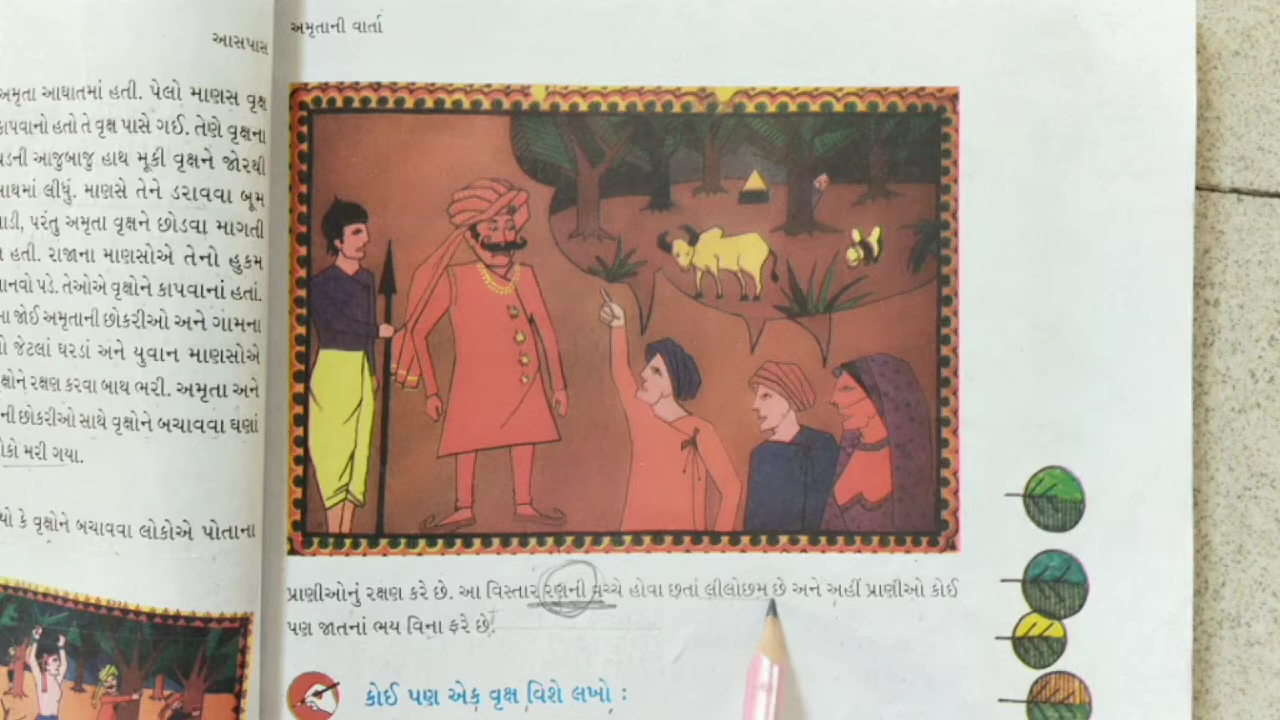 આસપાસ
અમૃતા આઘાતમાં હતી. પેલો માણસ વૃક્ષ
કાપવાનો હતો તે વૃક્ષ પાસે ગઈ. તેણે વૃક્ષના
થડની આજુબાજુ હાથ મૂકી વૃક્ષને જોરથી
બાથમાં લીધું. માણસે તેને ડરાવવા બૂમ
પાડી, પરંતુ અમૃતા વૃક્ષને છોડવા માગતી
હતી. રાજાના માણસોએ તેનો હુકમ
માનવો પડે. તેઓએ વૃક્ષોને કાપવાનાં હતાં.
આ જોઈ અમૃતાની છોકરીઓ અને ગામના
જેટલાં ઘરડાં અને યુવાન માણસોએ
વૃક્ષોને રક્ષણ કરવા બાથ ભરી. અમૃતા અને
છોકરીઓ સાથે વૃક્ષોને બચાવવા ઘણાં
લોકો મરી ગયા.
કે વૃક્ષોને બચાવવા લોકોએ પોતાના
અમૃતાની વાર્તા
પ્રાણીઓનું રક્ષણ કરે છે. આ વિસ્તાર રણની વચ્ચે હોવા છતાં લીલોછમ છે અને અહીં પ્રાણીઓ કોઈ
પણ જાતનાં ભય વિના ફરે છે.
કોઈ પણ એક વૃક્ષ વિશે લખો :